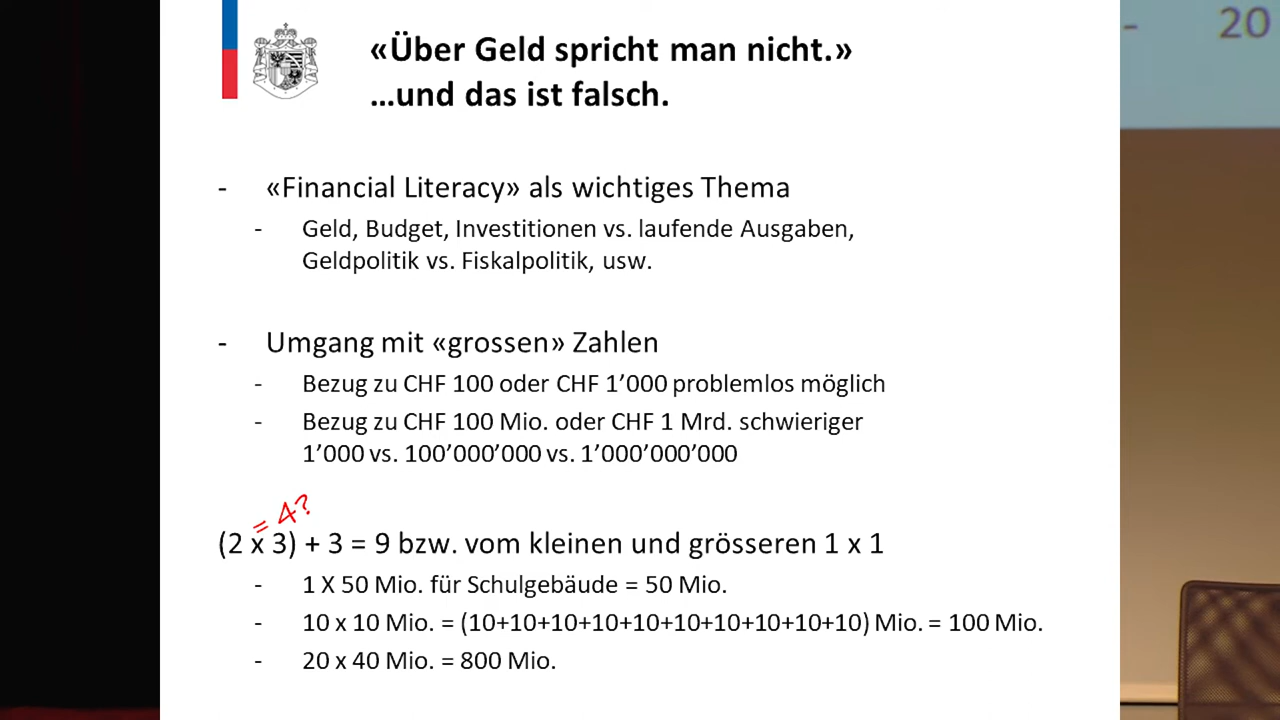 - 20
«Über Geld spricht man nicht.»
...und das ist falsch.
- «Financial Literacy» als wichtiges Thema
- Geld, Budget, Investitionen vs. laufende Ausgaben,
Geldpolitik vs. Fiskalpolitik, usw.
- Umgang mit «grossen» Zahlen
- Bezug zu CHF 100 oder CHF 1’000 problemlos möglich
- Bezug zu CHF 100 Mio. oder CHF 1 Mrd. schwieriger
1’000 vs. 100’000’000 vs. 1’000’000’000
= 4?
(2 x 3) + 3 = 9 bzw. vom kleinen und grösseren 1 x 1
- 1 X 50 Mio. für Schulgebäude = 50 Mio.
- 10 x 10 Mio. = (10+10+10+10+10+10+10+10+10+10) Mio. = 100 Mio.
- 20 x 40 Mio. = 800 Mio.